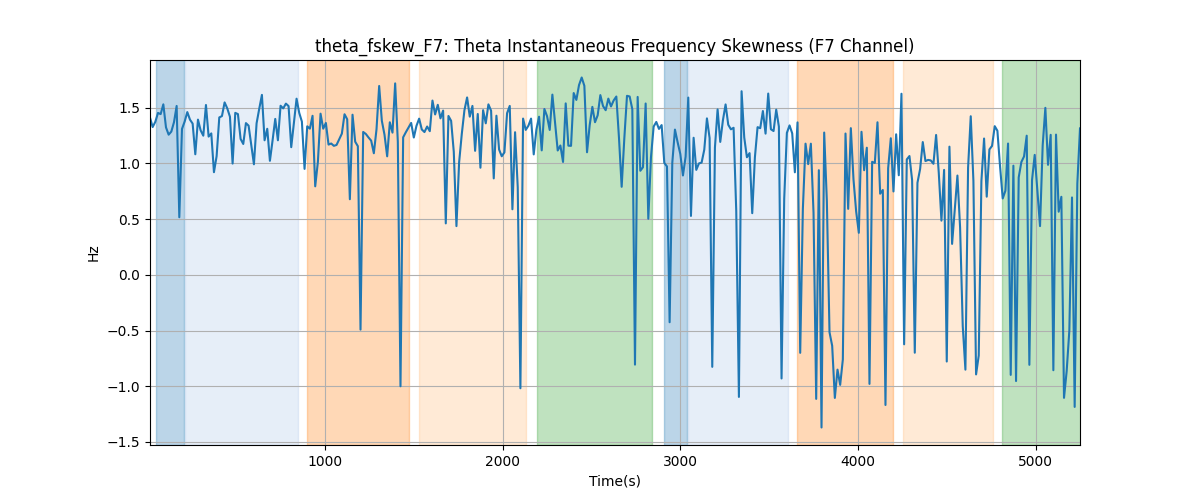 theta_fskew_F7: Theta Instantaneous Frequency Skewness (F7 Channel)
1.5
1.0
0.5
0.0
−0.5
−1.0
−1.5
Hz
1000 2000 3000 4000 5000
Time(s)